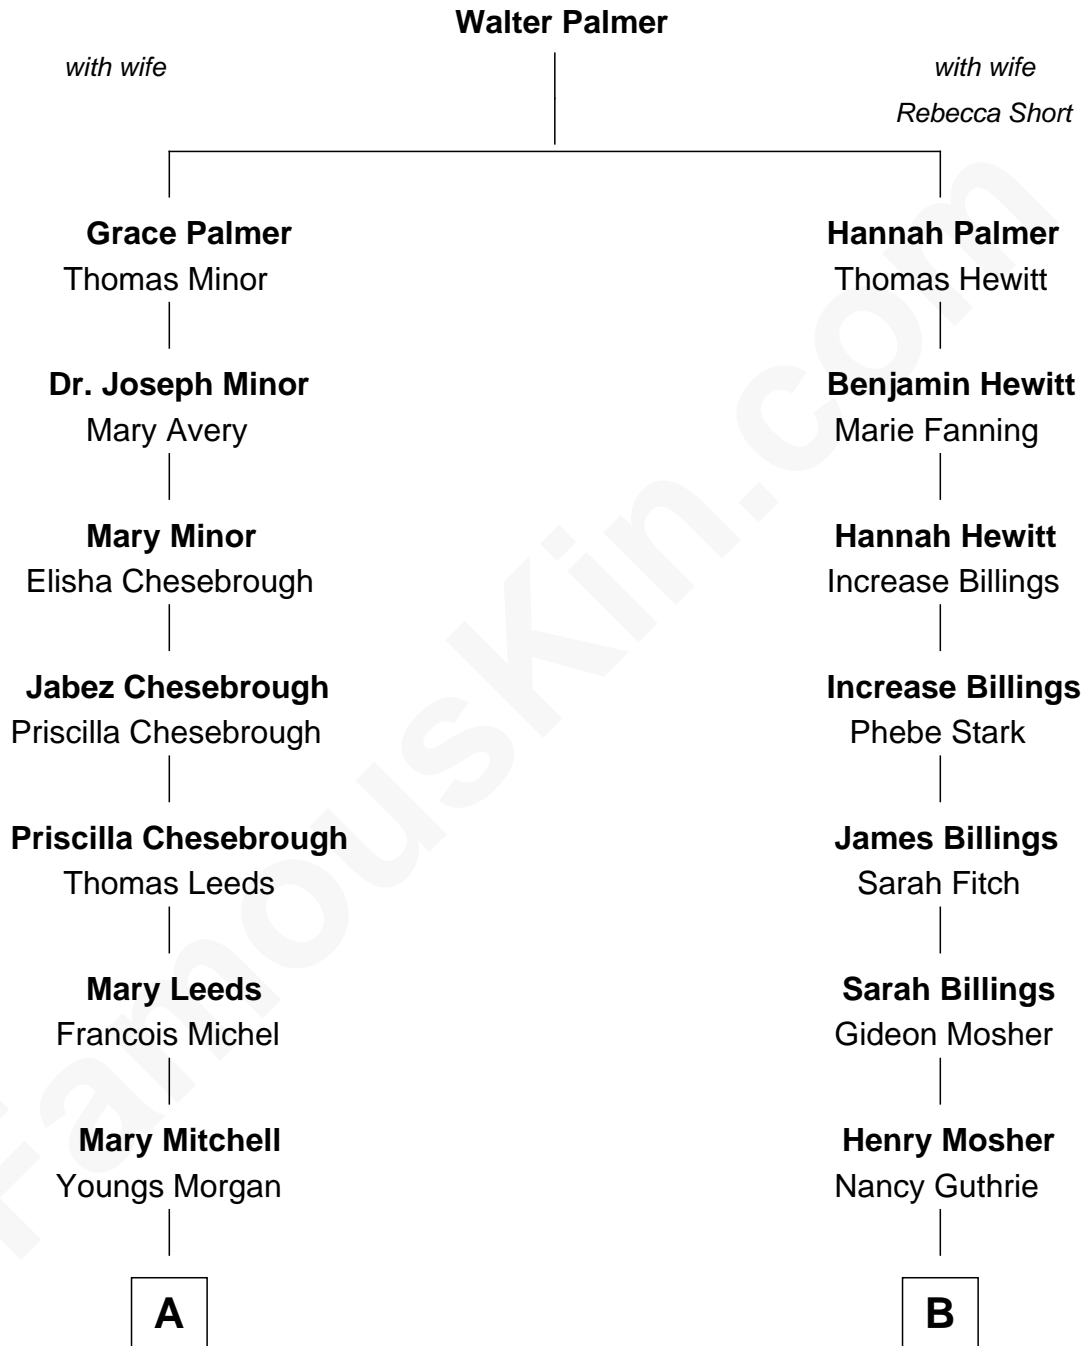 Walter Palmer
with wife
with wife
Rebecca Short
Grace Palmer
Thomas Minor
Hannah Palmer
Thomas Hewitt
Dr. Joseph Minor
Mary Avery
Benjamin Hewitt
Marie Fanning
Mary Minor
Elisha Chesebrough
Hannah Hewitt
Increase Billings
Jabez Chesebrough
Priscilla Chesebrough
Increase Billings
Phebe Stark
Priscilla Chesebrough
Thomas Leeds
James Billings
Sarah Fitch
Mary Leeds
Francois Michel
Sarah Billings
Gideon Mosher
Mary Mitchell
Youngs Morgan
Henry Mosher
Nancy Guthrie
A
B
FamousKin.com